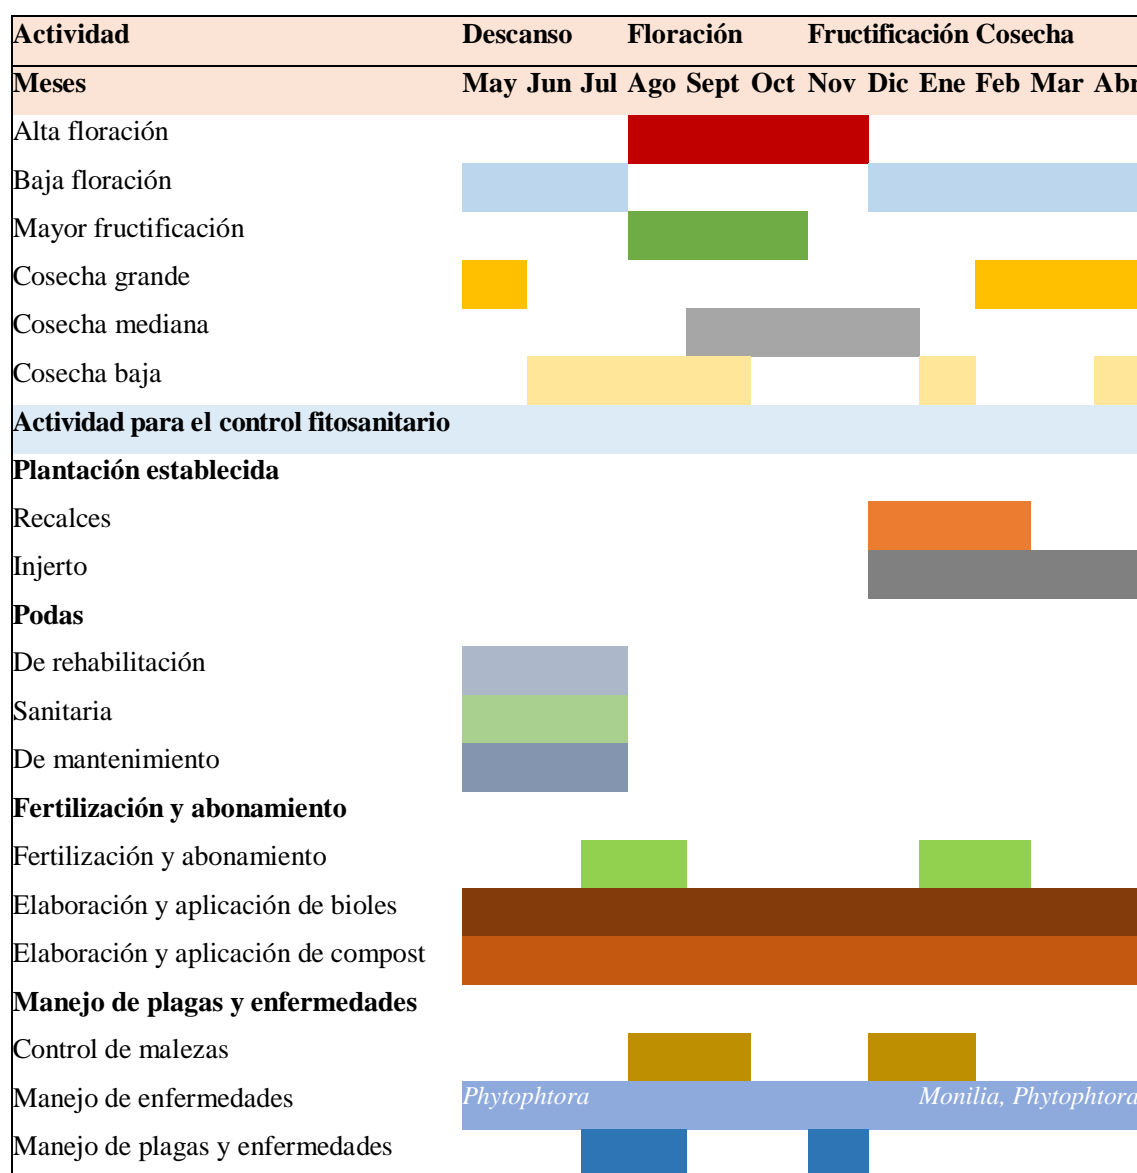 Actividad Descanso Floración Fructificación Cosecha
Meses May Jun Jul Ago Sept Oct Nov Dic Ene Feb Mar Abr
Alta floración
Baja floración
Mayor fructificación
Cosecha grande
Cosecha mediana
Cosecha baja
Actividad para el control fitosanitario
Plantación establecida
Recalces
Injerto
Podas
De rehabilitación
Sanitaria
De mantenimiento
Fertilización y abonamiento
Fertilización y abonamiento
Elaboración y aplicación de bioles
Elaboración y aplicación de compost
Manejo de plagas y enfermedades
Control de malezas
Manejo de enfermedades Phytophtora Monilia, Phytophtora
Manejo de plagas y enfermedades